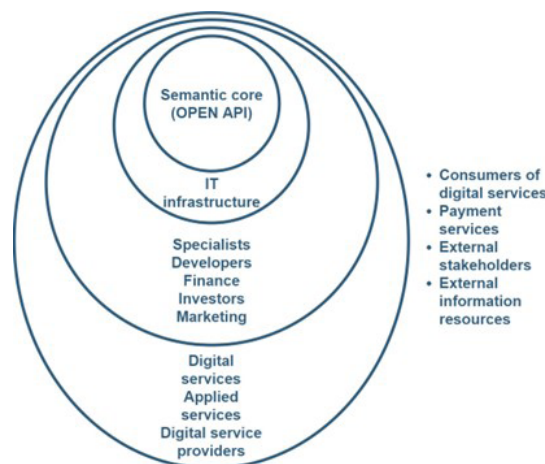 Semantic core
(OPEN API)
IT
infrastructure
Specialists
Developers
Finance
Investors
Marketing
Digital
services
Applied
services
Digital service
providers
• Consumers of
digital services
• Payment
services
• External
stakeholders
• External
information
resources